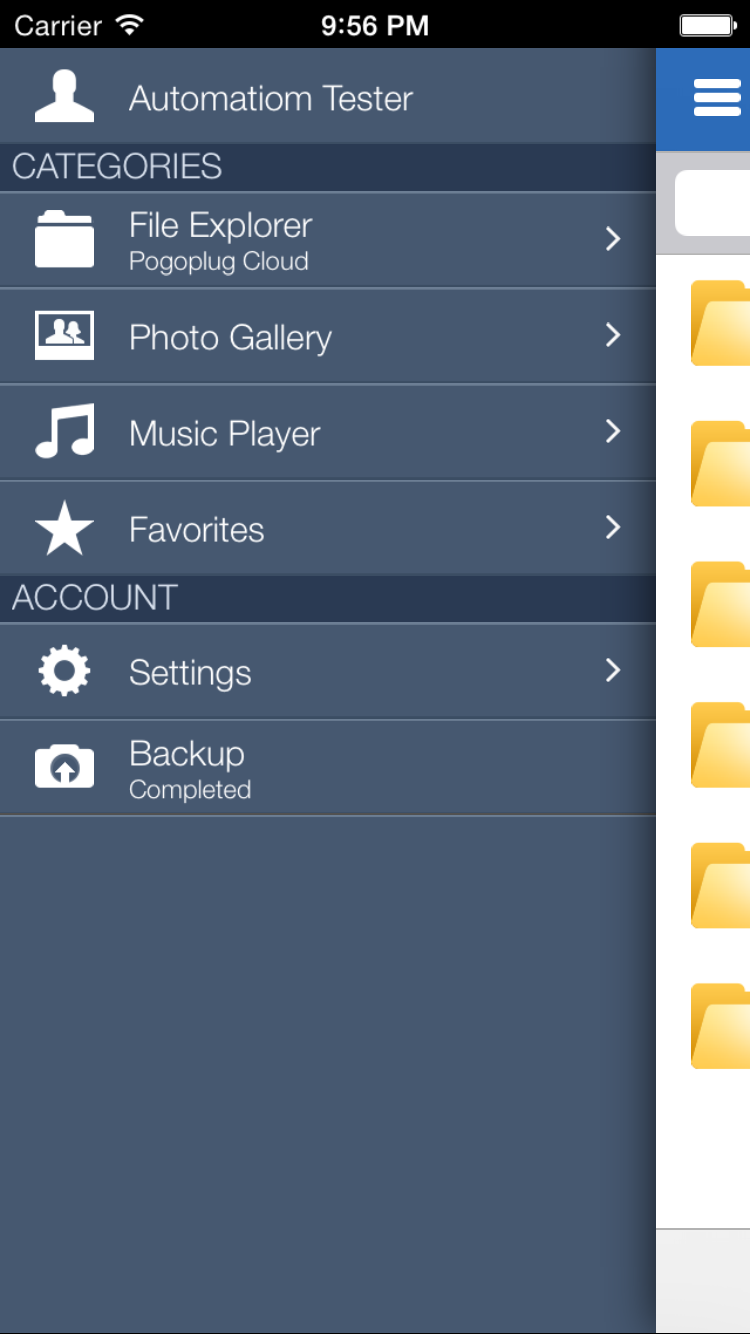 Carrier 9:56 PM
Automatiom Tester
CATEGORIES
File Explorer
Pogoplug Cloud
Photo Gallery
Music Player
Favorites
ACCOUNT
Settings
Backup
Completed